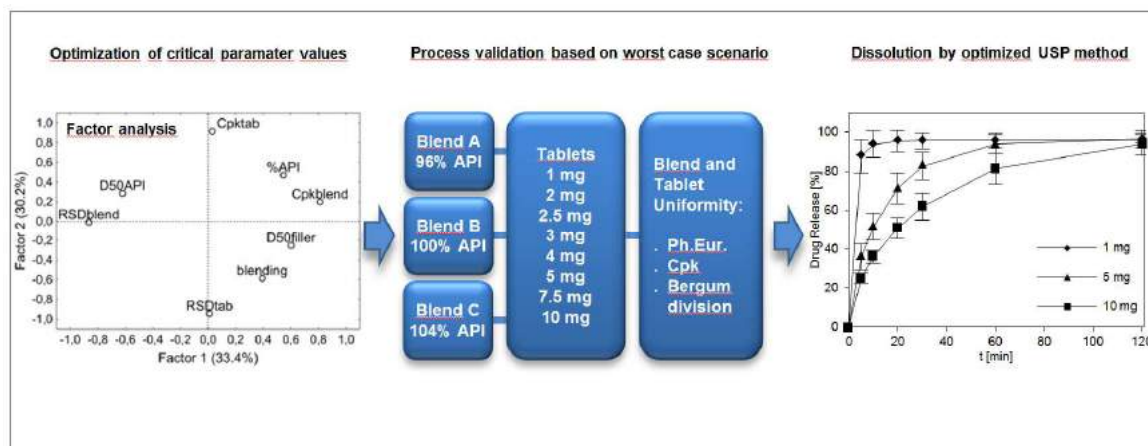 Optimization of critical paramater values
Process validation based on worst case scenario
Dissolution by optimized USP method
Factor analysis
Factor 2 (30.2%)
1,0
0,8
0,6
0,4
0,2
0,0
-0,2
-0,4
-0,6
-0,8
-1,0
Cpktab
%API
D50API
Cpkblend
RSDblend
D50filler
blending
RSDtab
-1,0 -0,8 -0,6 -0,4 -0,2 0,0 0,2 0,4 0,6 0,8 1,0
Factor 1 (33.4%)
Blend A
96% API
Blend B
100% API
Blend C
104% API
Tablets
1 mg
2 mg
2.5 mg
3 mg
4 mg
5 mg
7.5 mg
10 mg
Blend and
Tablet
Uniformity:
. Ph.Eur.
. Cpk
. Bergum
division
Drug Release [%]
100
80
60
40
20
0
1 mg
5 mg
10 mg
0 20 40 60 80 100 120
t [min]